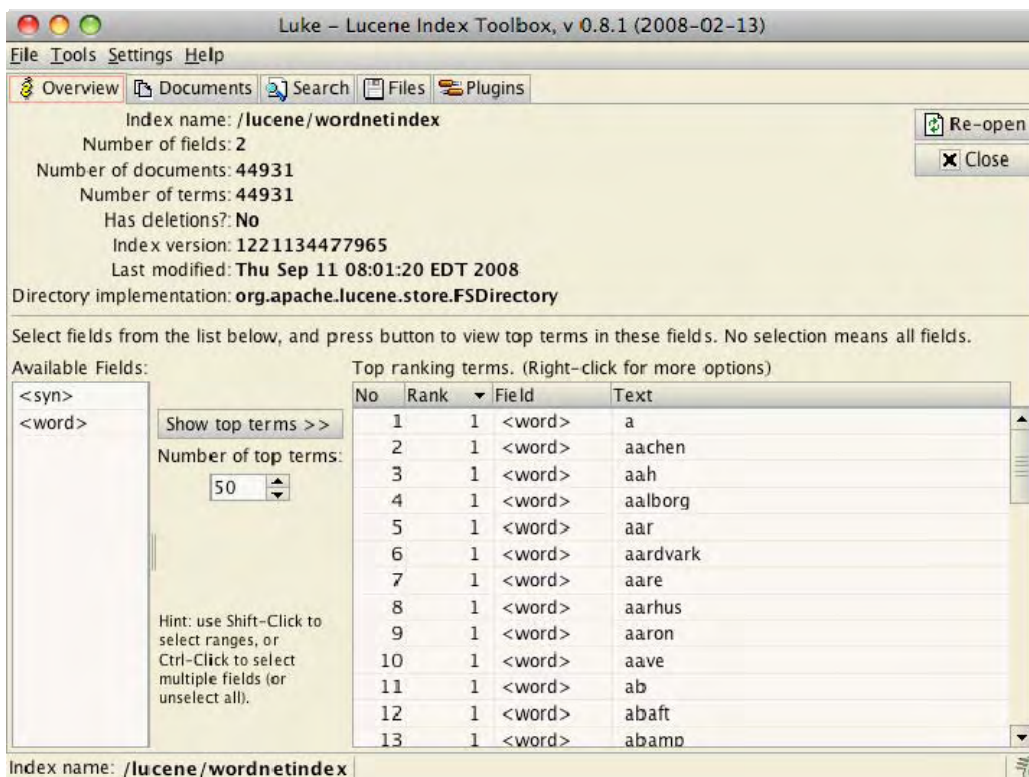 Luke – Lucene Index Toolbox, v 0.8.1 (2008-02-13)
File Tools Settings Help
Overview Documents Search Files Plugins
Index name: /lucene/wordnetindex
Re-open
Number of fields: 2
Close
Number of documents: 44931
Number of terms: 44931
Has deletions?: No
Index version: 1221134477965
Last modified: Thu Sep 11 08:01:20 EDT 2008
Directory implementation: org.apache.lucene.store.FSDirectory
Select fields from the list below, and press button to view top terms in these fields. No selection means all fields.
Available Fields:
<syn>
<word>
Show top terms >>
Number of top terms:
50
Hint: use Shift-Click to
select ranges, or
Ctrl-Click to select
multiple fields (or
unselect all).
Top ranking terms. (Right-click for more options)
No Rank Field Text
1 1 <word> a
2 1 <word> aachen
3 1 <word> aah
4 1 <word> aalborg
5 1 <word> aar
6 1 <word> aardvark
7 1 <word> aare
8 1 <word> aarhus
9 1 <word> aaron
10 1 <word> aave
11 1 <word> ab
12 1 <word> abaft
13 1 <word> abamp
Index name: /lucene/wordnetindex